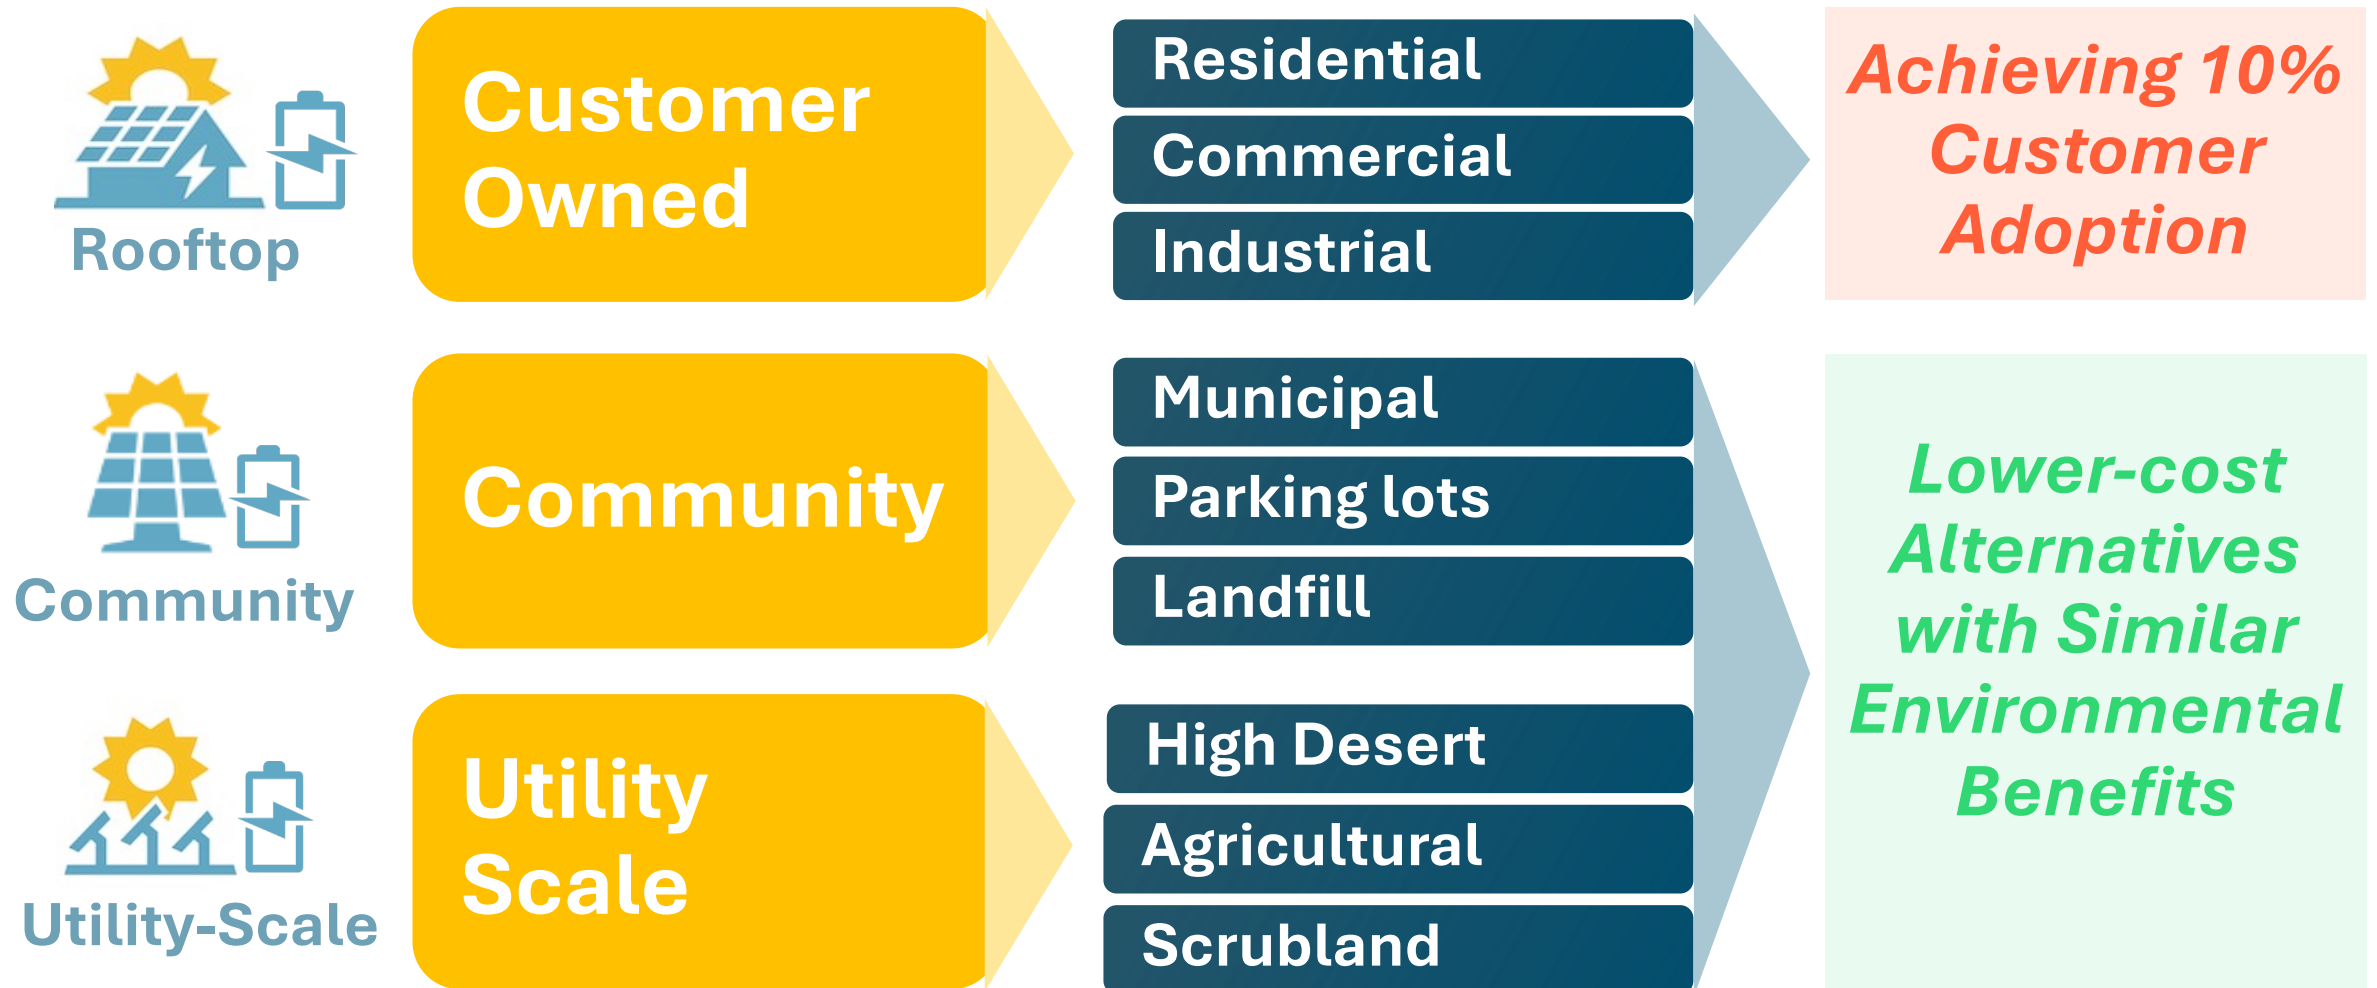 Rooftop
Customer
Owned
Residential
Commercial
Industrial
Achieving 10%
Customer
Adoption
Community
Community
Municipal
Parking lots
Landfill
Utility-Scale
Utility
Scale
High Desert
Agricultural
Scrubland
Lower-cost
Alternatives
with Similar
Environmental
Benefits